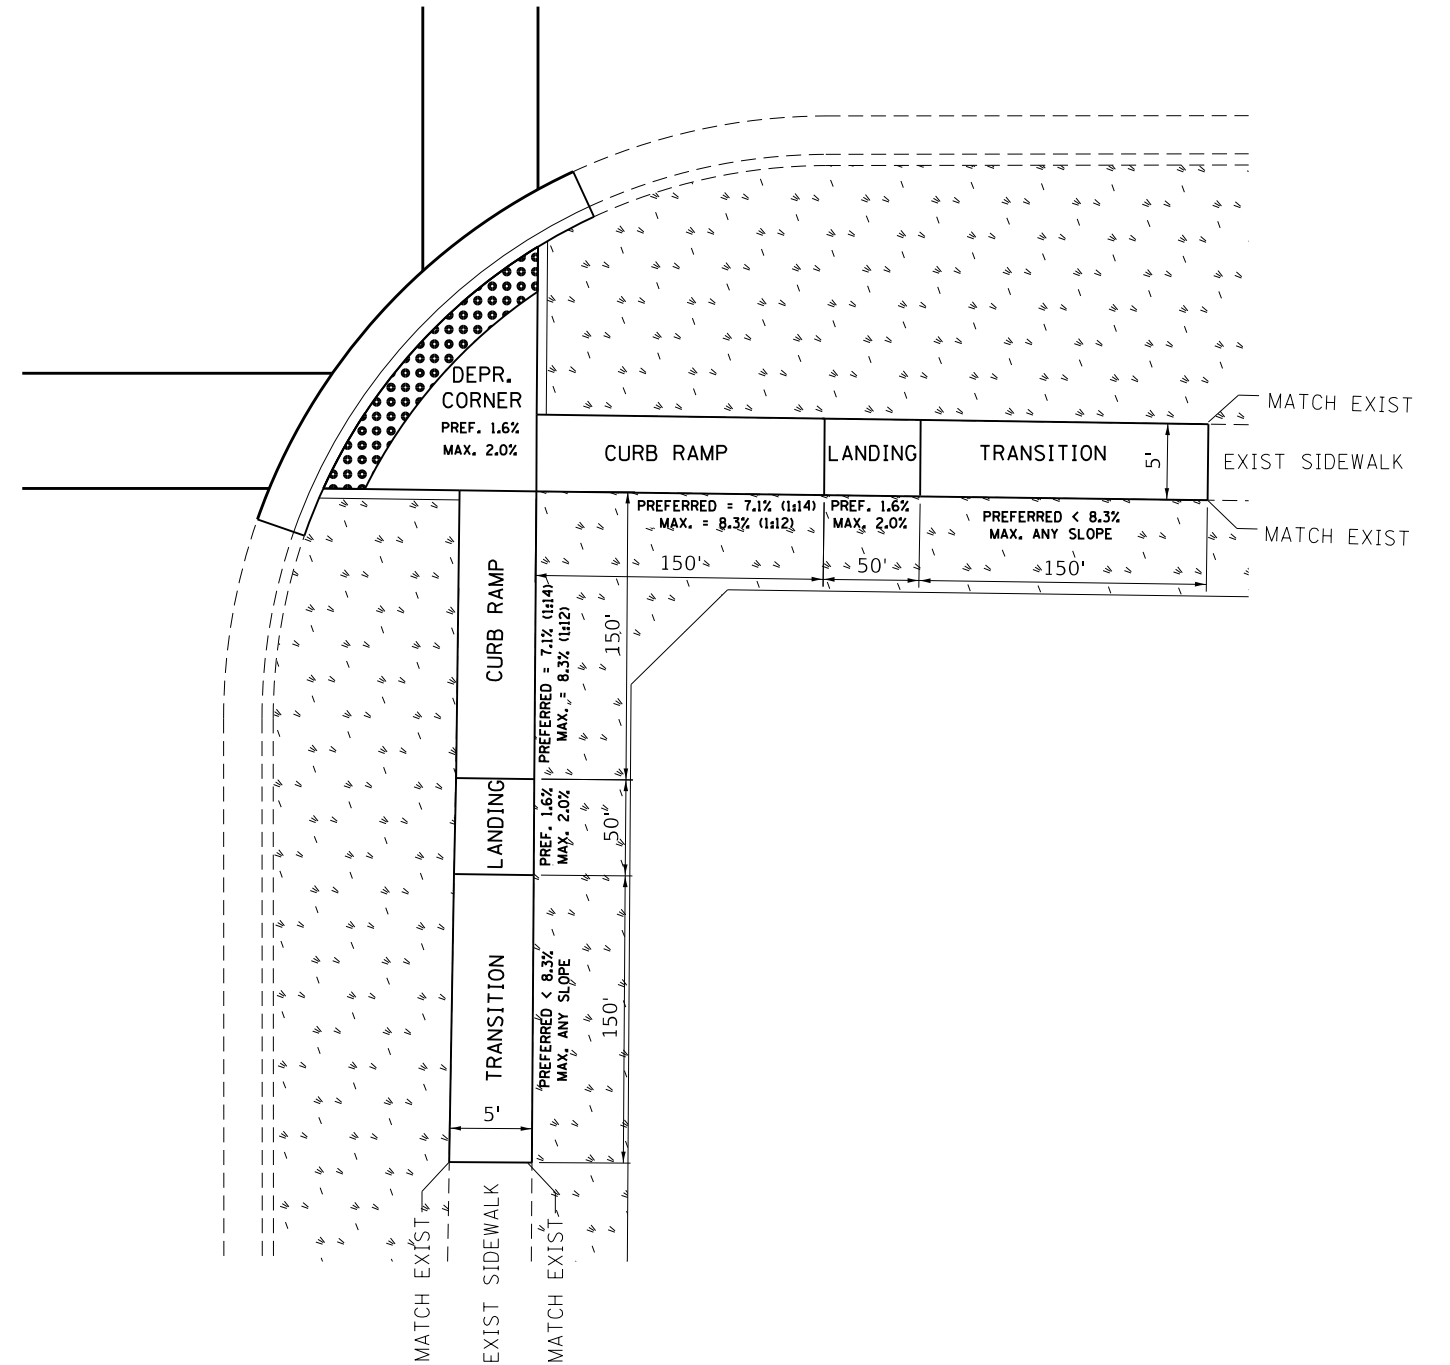 DEPR.
CORNER
PREF. 1.6%
MAX. 2.0%
CURB RAMP
LANDING
TRANSITION
5'
MATCH EXIST
EXIST SIDEWALK
MATCH EXIST
PREFERRED = 7.1% (1:14)
MAX. = 8.3% (1:12)
PREF. 1.6%
MAX. 2.0%
PREFERRED < 8.3%
MAX. ANY SLOPE
150'
50'
150'
CURB RAMP
PREFERRED = 7.1% (1:14)
MAX. = 8.3% (1:12)
150'
LANDING
PREF. 1.6%
MAX. 2.0%
50'
TRANSITION
PREFERRED < 8.3%
MAX. ANY SLOPE
150'
5'
MATCH EXIST
EXIST SIDEWALK
MATCH EXIST